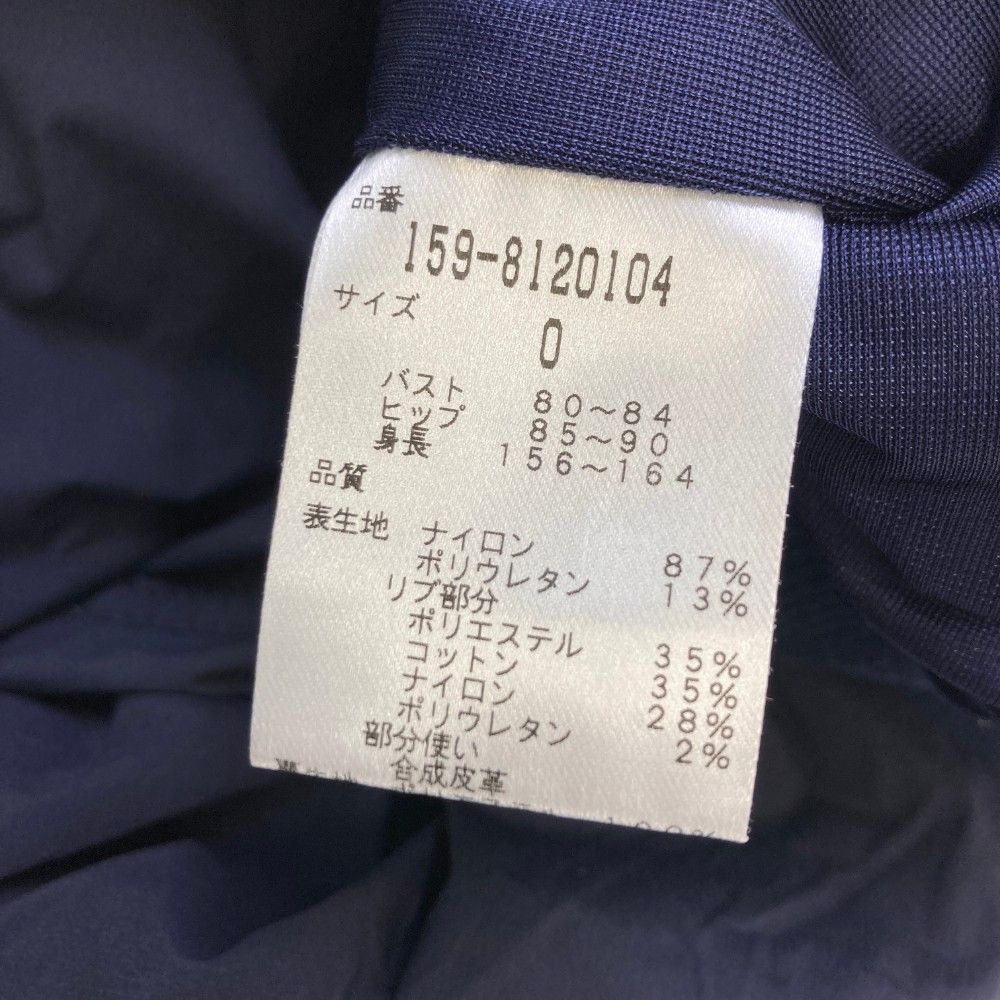 品番
159-8120104
サイズ
0
バスト 80~84
ヒップ 85~90
身長 156~164
品質
表生地 ナイロン 87%
ポリウレタン 13%
リブ部分
ポリエステル 35%
コットン 35%
ナイロン 28%
ポリウレタン 2%
部分使い
合成皮革